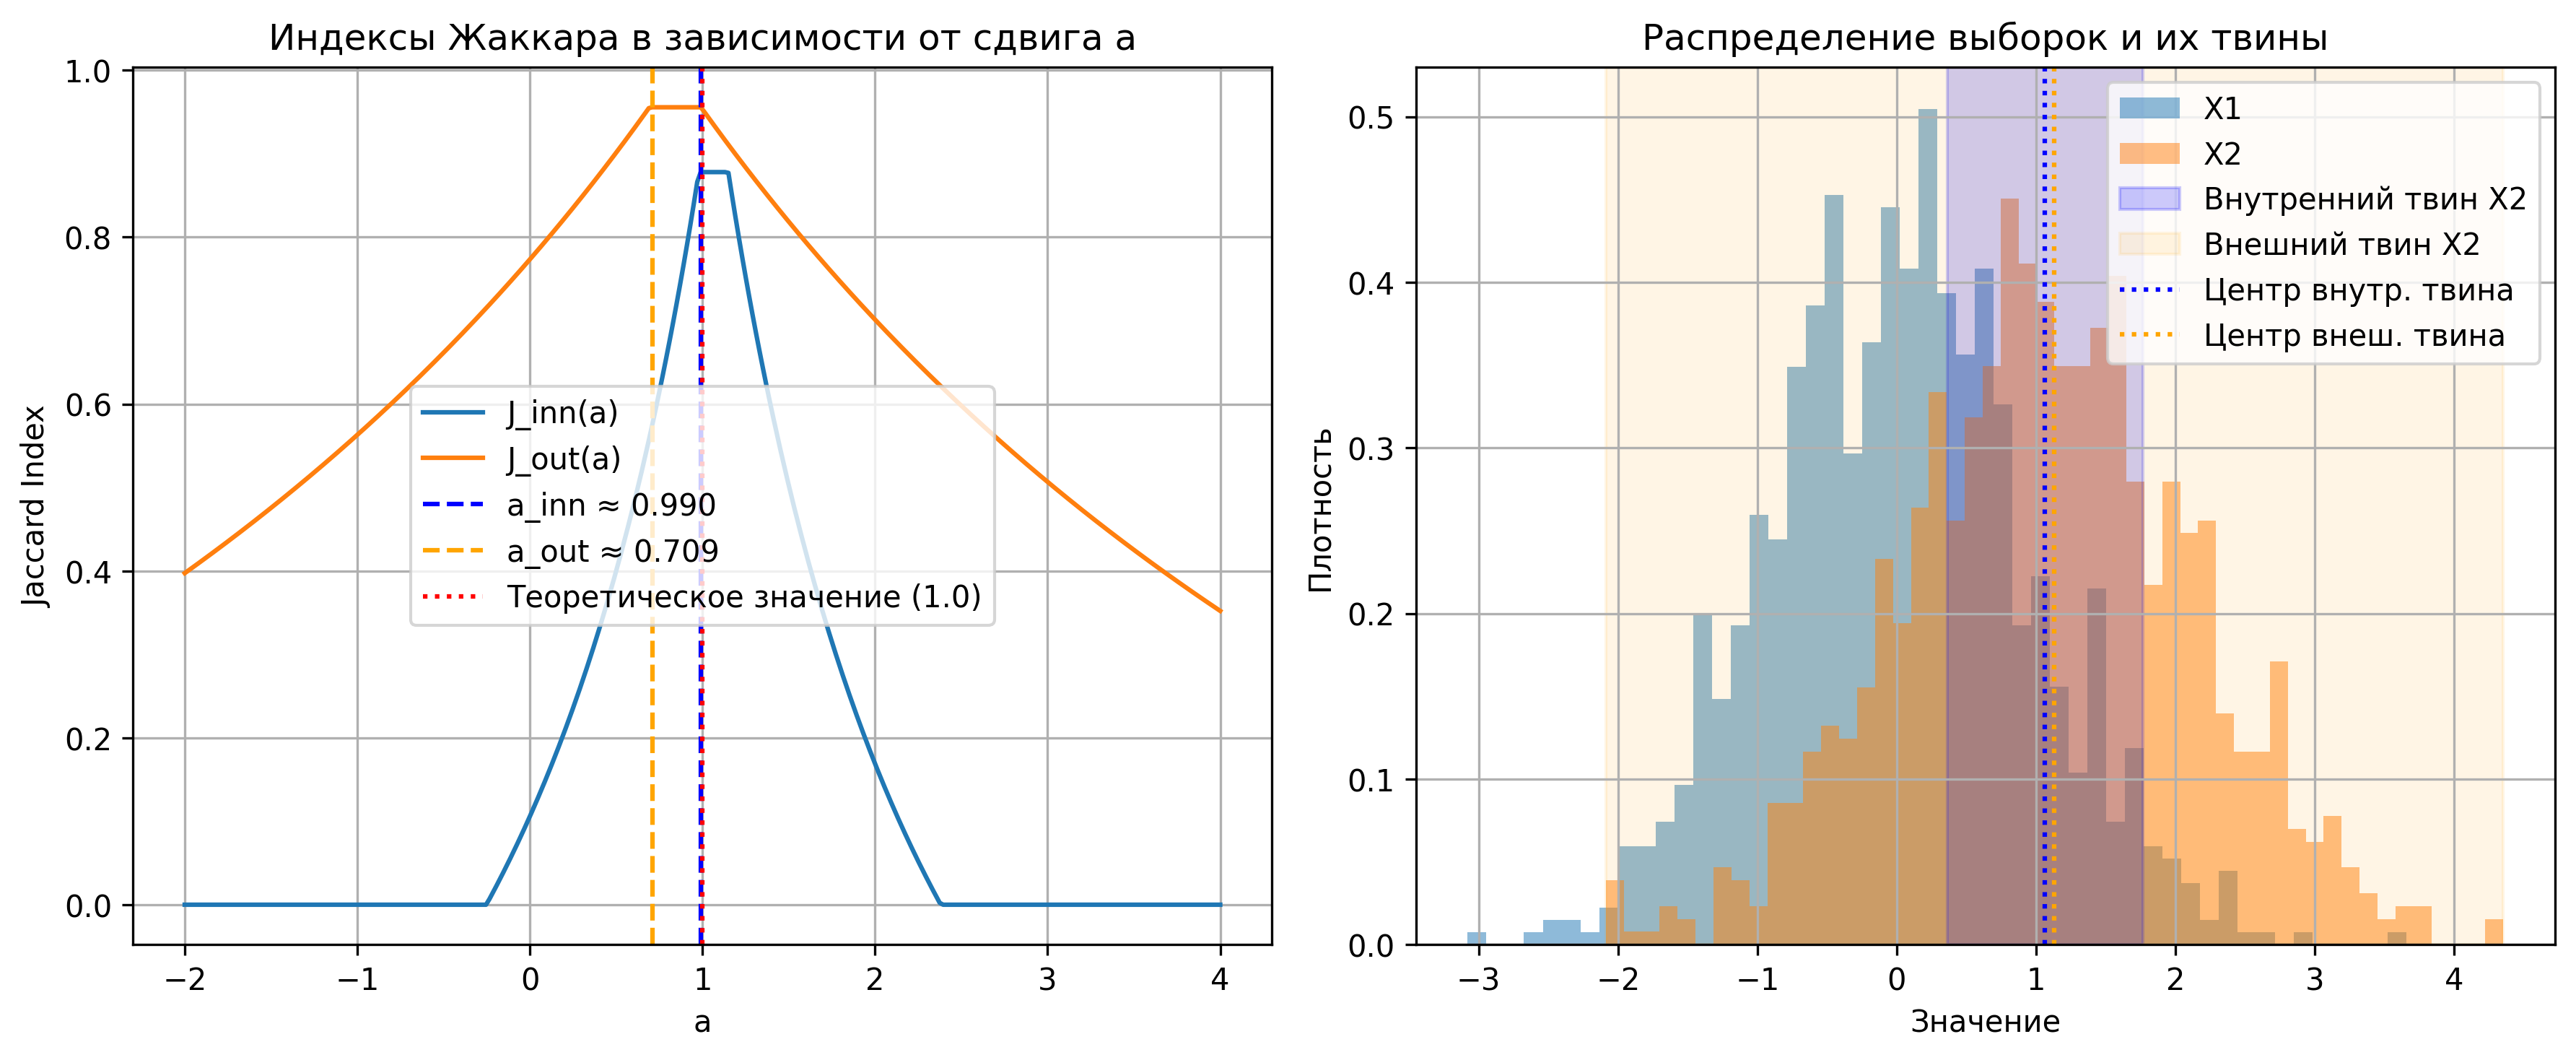 Индексы Жаккара в зависимости от сдвига a
Jaccard Index
1.0
0.8
0.6
0.4
0.2
0.0
J_inn(a)
J_out(a)
a_inn ≈ 0.990
a_out ≈ 0.709
Теоретическое значение (1.0)
−2 −1 0 1 2 3 4
a
Распределение выборок и их твины
Плотность
0.5
0.4
0.3
0.2
0.1
0.0
X1
X2
Внутренний твин X2
Внешний твин X2
Центр внутр. твина
Центр внеш. твина
−3 −2 −1 0 1 2 3 4
Значение